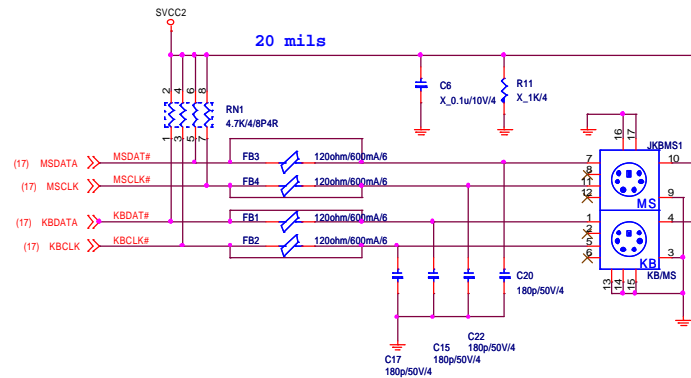 SVCC2
20 mils
2
4
6
8
RN1
4.7K/4/8P4R
1
3
5
7
C6
X_0.1u/10V/4
R11
X_1K/4
16
17
JKBMS1
(17) MSDATA MSDAT# FB3 120ohm/600mA/6 7 10
8
(17) MSCLK MSCLK# FB4 120ohm/600mA/6 11 9
12
MS
(17) KBDATA KBDAT# FB1 120ohm/600mA/6 1 4
2
(17) KBCLK KBCLK# FB2 120ohm/600mA/6 5 3
6
KB
KB/MS
13
14
15
C20
180p/50V/4
C22
180p/50V/4
C15
180p/50V/4
C17
180p/50V/4